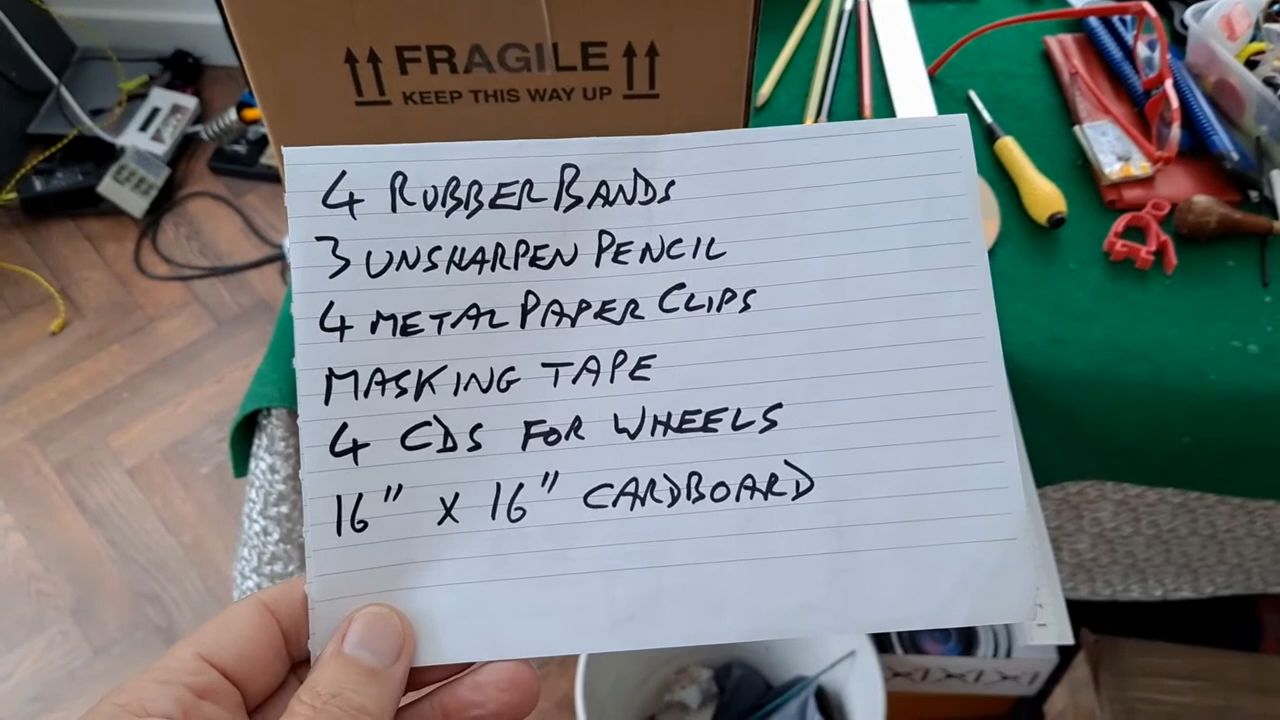 FRAGILE
KEEP THIS WAY UP
4 RUBBER BANDS
3 UNSHARPEN PENCIL
4 METAL PAPER CLIPS
MASKING TAPE
4 CDS FOR WHEELS
16" X 16" CARDBOARD